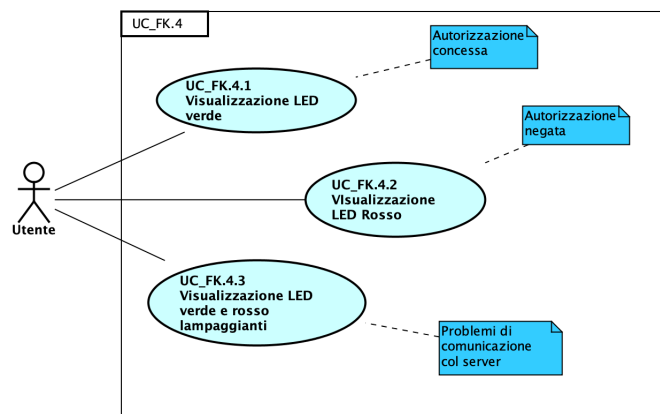 UC_FK.4
Autorizzazione
concessa
UC_FK.4.1
Visualizzazione LED
verde
Autorizzazione
negata
UC_FK.4.2
VIsualizzazione
LED Rosso
Utente
UC_FK.4.3
Visualizzazione LED
verde e rosso
lampaggianti
Problemi di
comunicazione
col server